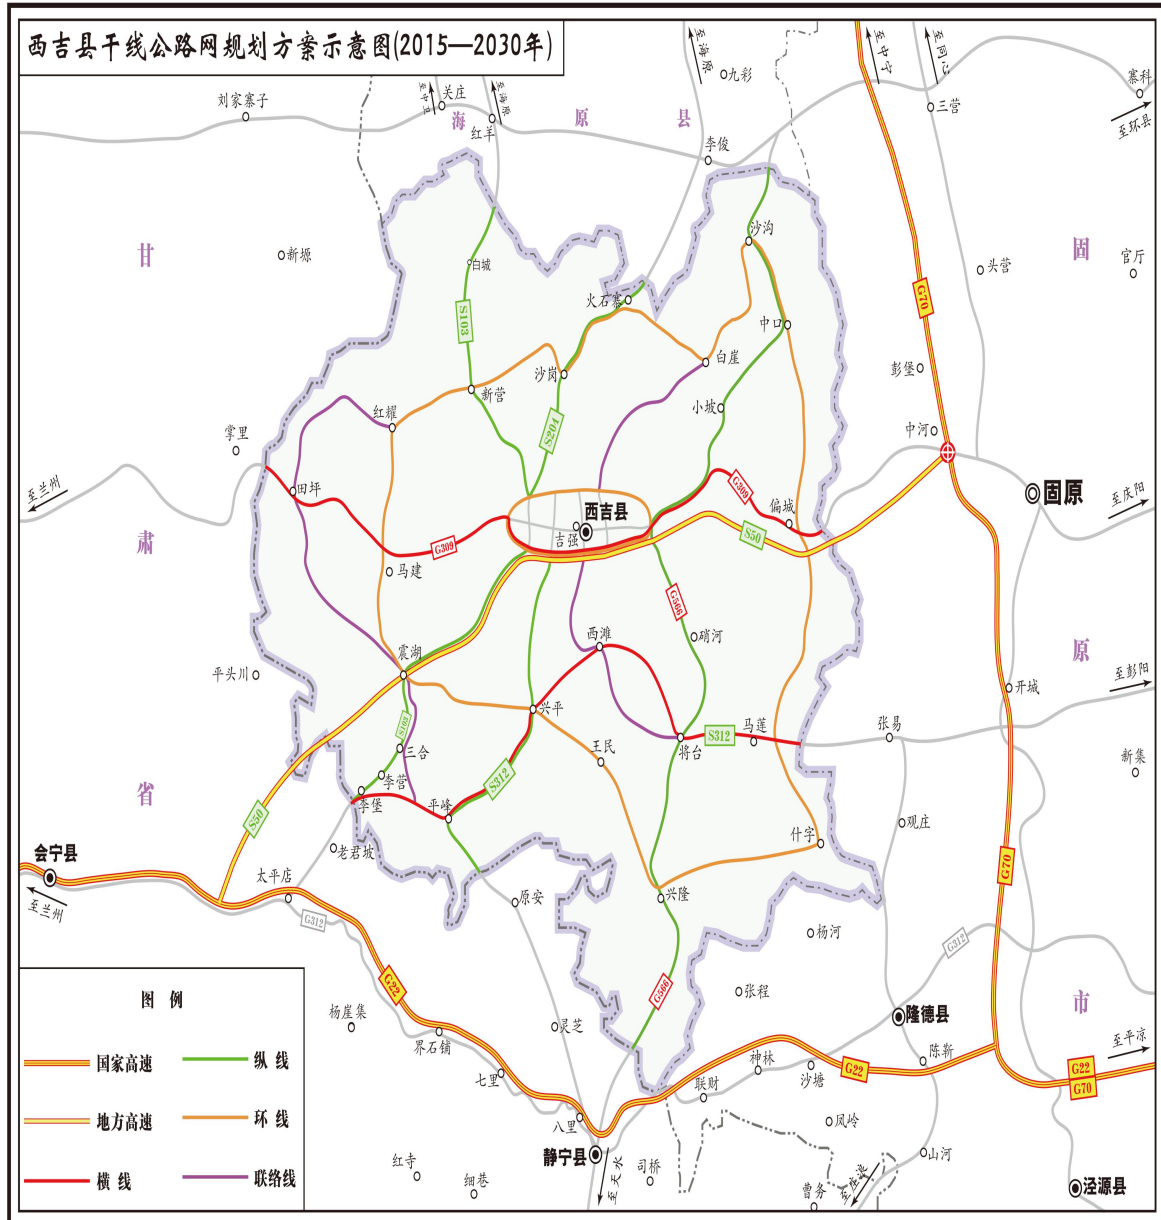 西吉县干线公路网规划方案示意图(2015—2030年)
至海原
九彩
至中宁
至同心
寨科
至环县
三营
刘家寨子
关庄
至海原
红羊
海原县
李俊
甘
肃
省
固
原
市
新塬
白城
沙沟
头营
官厅
火石寨
S103
G70
中口
白崖
沙岗
彭堡
新营
小坡
红耀
S204
掌里
中河
至兰州
田坪
G309
偏城
固原
至庆阳
西吉县
吉强
S50
G309
马建
G566
硝河
西滩
震湖
平头川
开城
至彭阳
兴平
S103
张易
马莲
S312
将台
三合
王民
新集
李营
S312
李堡
平峰
S50
观庄
什字
老君坡
会宁县
G70
太平店
至兰州
G312
原安
兴隆
杨河
G312
G22
G566
张程
杨崖集
灵芝
隆德县
界石铺
陈靳
至平凉
神林
G22
沙塘
G22
G70
七里
联财
八里
凤岭
静宁县
至天水
司桥
山河
至庄浪
红寺
细巷
曹务
泾源县
图 例
国家高速
纵 线
地方高速
环 线
横 线
联络线